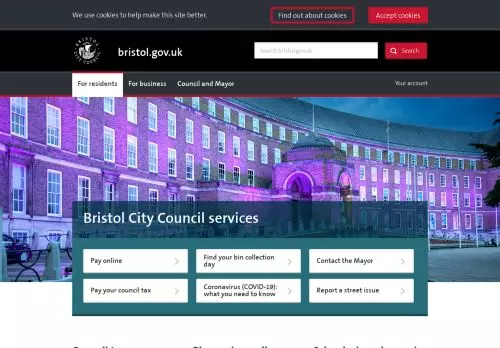 We use cookies to help make this site better.
Find out about cookies
Accept cookies
BRISTOL
CITY COUNCIL
bristol.gov.uk
Search bristol.gov.uk
Search
For residents
For business
Council and Mayor
Your account
Bristol City Council services
Pay online
Find your bin collection
day
Contact the Mayor
Pay your council tax
Coronavirus (COVID-19):
what you need to know
Report a street issue